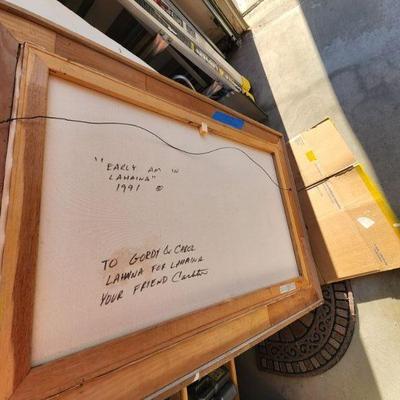 "EARLY AM IN
LAHAINA"
1991 ©
TO GORDY & CAROL
LAHAINA FOR LAHAINA
YOUR FRIEND